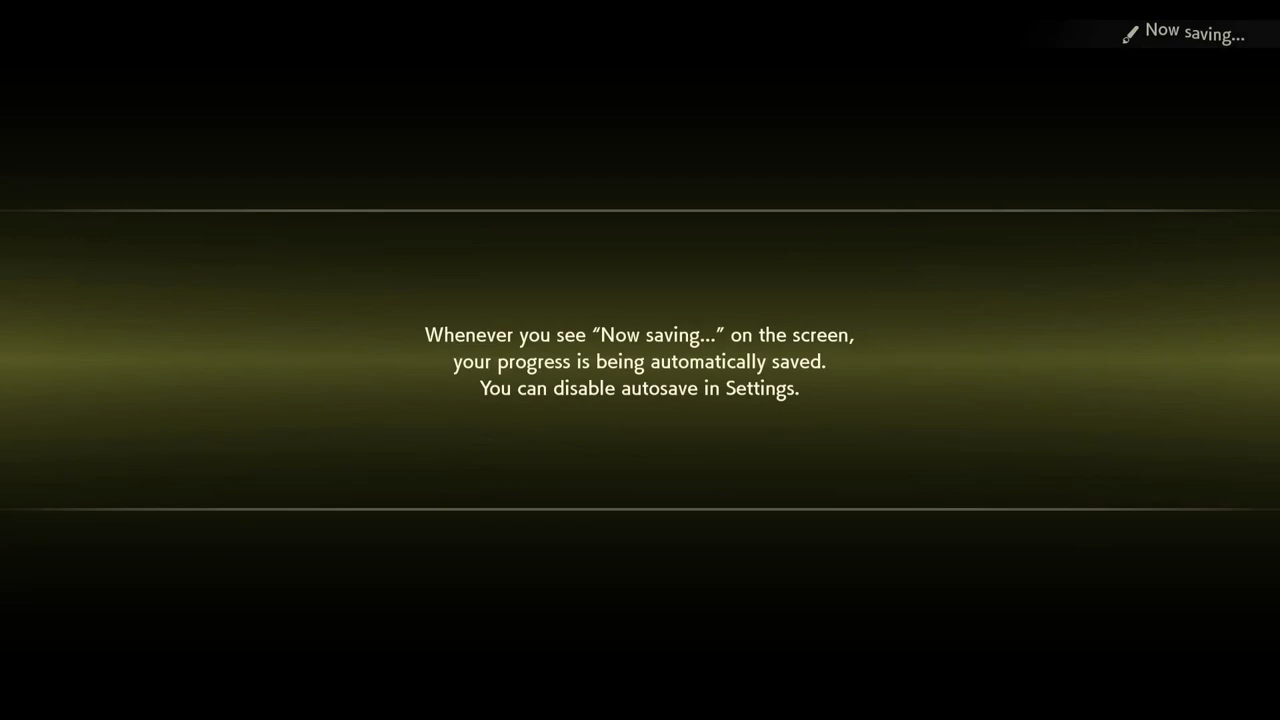 Now saving...
Whenever you see “Now saving...” on the screen,
your progress is being automatically saved.
You can disable autosave in Settings.